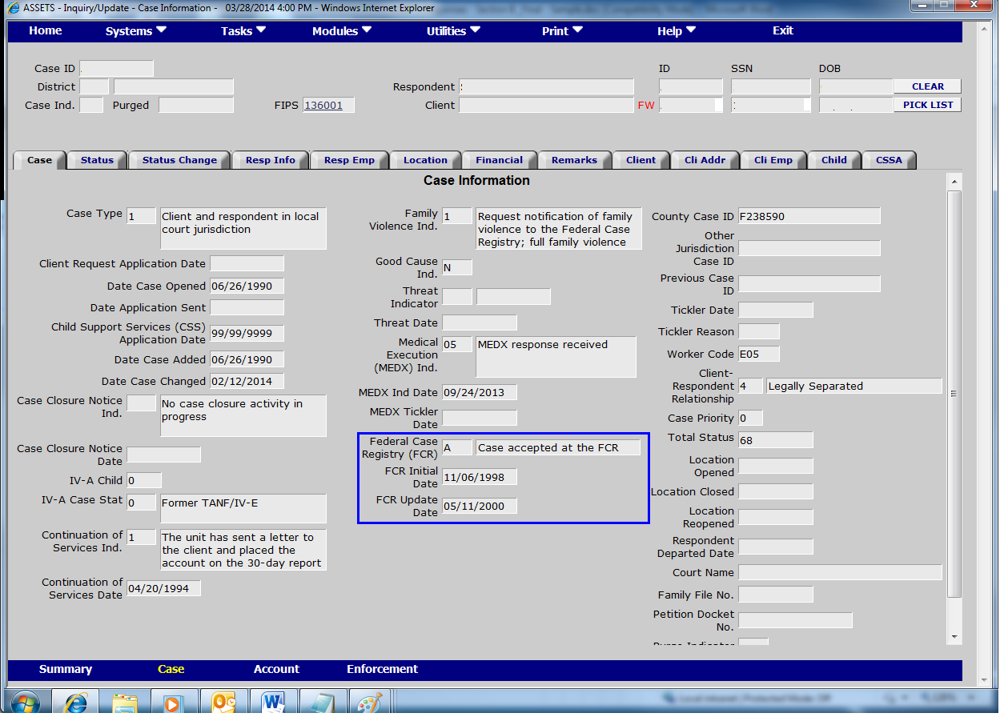 ASSETS - Inquiry/Update - Case Information - 03/28/2014 4:00 PM - Windows Internet Explorer
Home Systems Tasks Modules Utilities Print Help Exit
ID SSN DOB
Case ID
District Respondent CLEAR
Case Ind. Purged FIPS 136001 Client FW PICK LIST
Case Status Status Change Resp Info Resp Emp Location Financial Remarks Client Cli Addr Cli Emp Child CSSA
Case Information
Case Type 1 Client and respondent in local
court jurisdiction
Client Request Application Date
Date Case Opened 06/26/1990
Date Application Sent
Child Support Services (CSS)
Application Date 99/99/9999
Date Case Added 06/26/1990
Date Case Changed 02/12/2014
Case Closure Notice
Ind.
No case closure activity in
progress
Case Closure Notice
Date
IV-A Child 0
IV-A Case Stat 0 Former TANF/IV-E
Continuation of
Services Ind.
1
The unit has sent a letter to
the client and placed the
account on the 30-day report
Continuation of
Services Date 04/20/1994
Family
Violence Ind.
1
Request notification of family
violence to the Federal Case
Registry; full family violence
Good Cause
Ind.
N
Threat
Indicator
Threat Date
Medical
Execution
(MEDX) Ind.
05
MEDX response received
MEDX Ind Date 09/24/2013
MEDX Tickler
Date
Federal Case
Registry (FCR)
A
Case accepted at the FCR
FCR Initial
Date
11/06/1998
FCR Update
Date
05/11/2000
County Case ID F238590
Other
Jurisdiction
Case ID
Previous Case
ID
Tickler Date
Tickler Reason
Worker Code E05
Client-
Respondent
Relationship
4
Legally Separated
Case Priority 0
Total Status 68
Location
Opened
Location Closed
Location
Reopened
Respondent
Departed Date
Court Name
Family File No.
Petition Docket
No.
Purge Indicator
Summary Case Account Enforcement